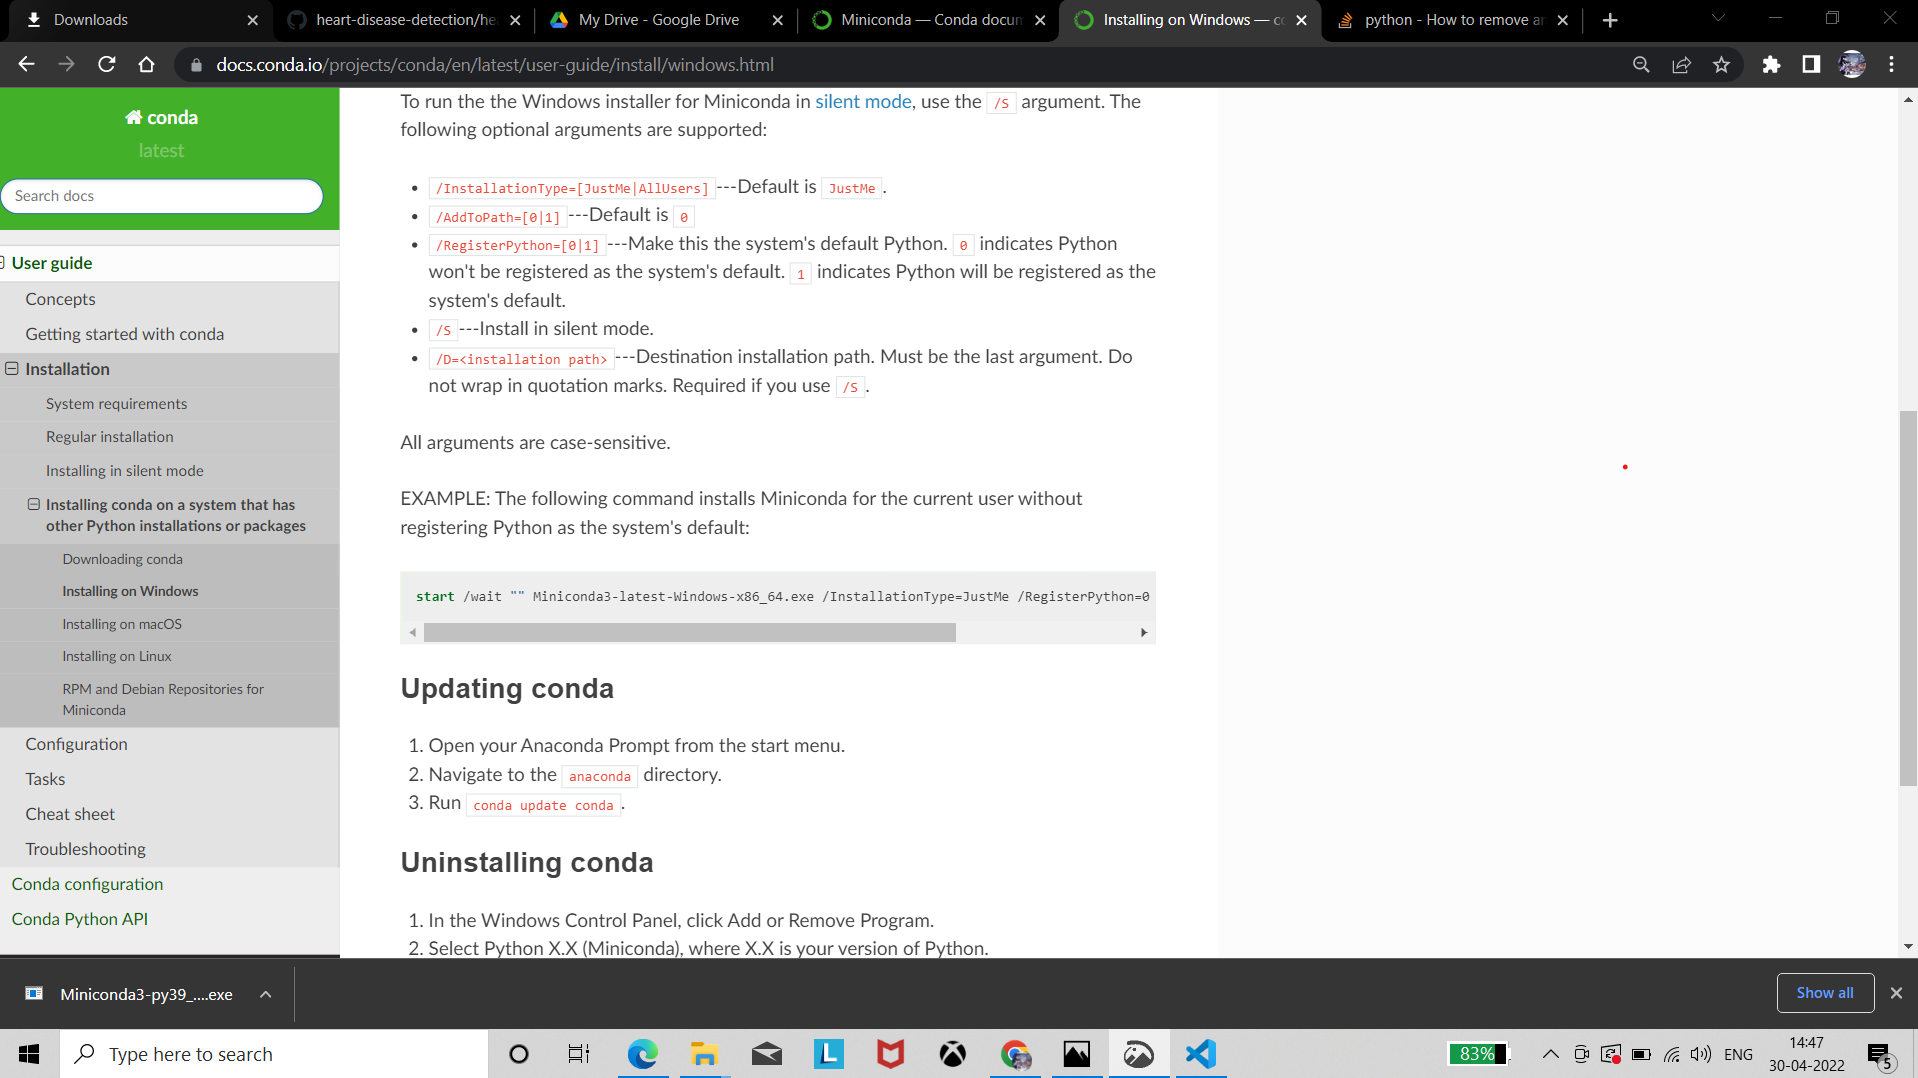 Downloads
heart-disease-detection/hea
My Drive - Google Drive
Miniconda — Conda docum
Installing on Windows — co
python - How to remove an
docs.conda.io/projects/conda/en/latest/user-guide/install/windows.html
conda
latest
Search docs
User guide
Concepts
Getting started with conda
Installation
System requirements
Regular installation
Installing in silent mode
Installing conda on a system that has
other Python installations or packages
Downloading conda
Installing on Windows
Installing on macOS
Installing on Linux
RPM and Debian Repositories for
Miniconda
Configuration
Tasks
Cheat sheet
Troubleshooting
Conda configuration
Conda Python API
To run the the Windows installer for Miniconda in silent mode, use the /S argument. The
following optional arguments are supported:
• /InstallationType=[JustMe|AllUsers]---Default is JustMe.
• /AddToPath=[0|1]---Default is 0
• /RegisterPython=[0|1]---Make this the system's default Python. 0 indicates Python
won't be registered as the system's default. 1 indicates Python will be registered as the
system's default.
• /S---Install in silent mode.
• /D=<installation path>---Destination installation path. Must be the last argument. Do
not wrap in quotation marks. Required if you use /S.
All arguments are case-sensitive.
EXAMPLE: The following command installs Miniconda for the current user without
registering Python as the system's default:
start /wait "" Miniconda3-latest-Windows-x86_64.exe /InstallationType=JustMe /RegisterPython=0
Updating conda
1. Open your Anaconda Prompt from the start menu.
2. Navigate to the anaconda directory.
3. Run conda update conda.
Uninstalling conda
1. In the Windows Control Panel, click Add or Remove Program.
2. Select Python X.X (Miniconda), where X.X is your version of Python.
Miniconda3-py39_....exe
Show all
Type here to search
L
83%
ENG
14:47
30-04-2022
5